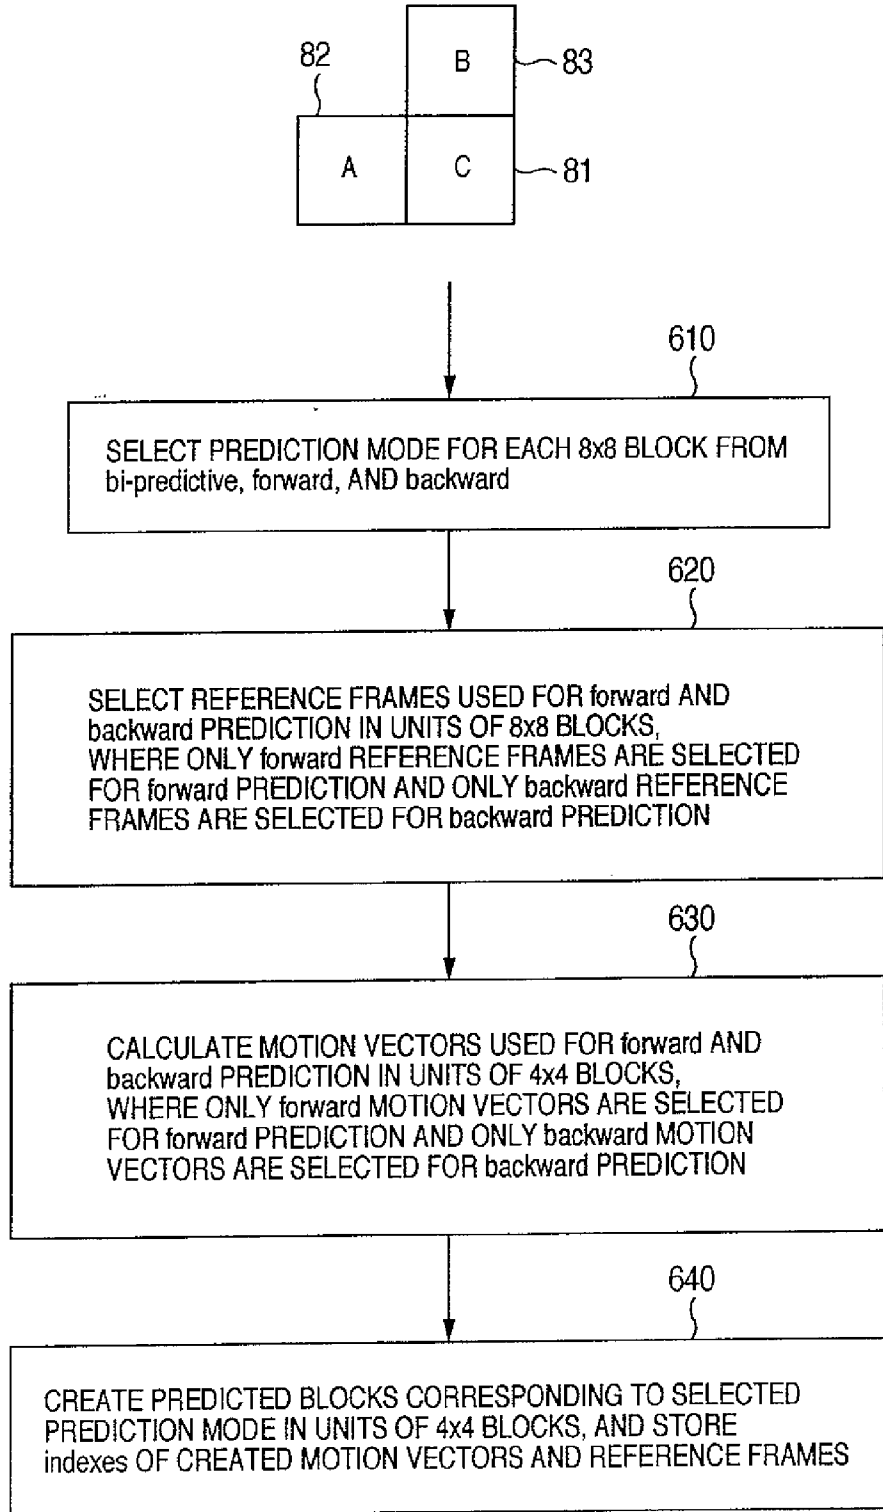 82
B
83
A
C
81
610
SELECT PREDICTION MODE FOR EACH 8x8 BLOCK FROM
bi-predictive, forward, AND backward
620
SELECT REFERENCE FRAMES USED FOR forward AND
backward PREDICTION IN UNITS OF 8x8 BLOCKS,
WHERE ONLY forward REFERENCE FRAMES ARE SELECTED
FOR forward PREDICTION AND ONLY backward REFERENCE
FRAMES ARE SELECTED FOR backward PREDICTION
630
CALCULATE MOTION VECTORS USED FOR forward AND
backward PREDICTION IN UNITS OF 4x4 BLOCKS,
WHERE ONLY forward MOTION VECTORS ARE SELECTED
FOR forward PREDICTION AND ONLY backward MOTION
VECTORS ARE SELECTED FOR backward PREDICTION
640
CREATE PREDICTED BLOCKS CORRESPONDING TO SELECTED
PREDICTION MODE IN UNITS OF 4x4 BLOCKS, AND STORE
indexes OF CREATED MOTION VECTORS AND REFERENCE FRAMES